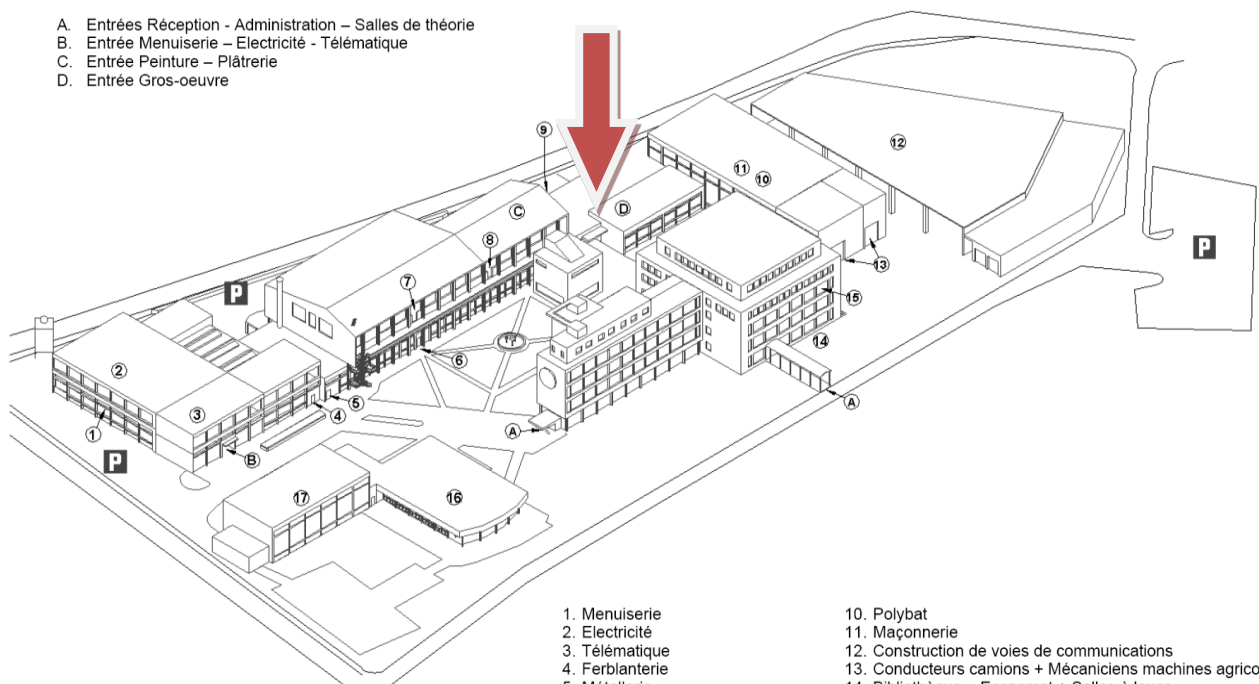 A. Entrées Réception - Administration – Salles de théorie
B. Entrée Menuiserie – Electricité - Télématique
C. Entrée Peinture – Plâtrerie
D. Entrée Gros-oeuvre
9
12
11
10
C
D
8
13
7
P
P
15
6
14
2
A
3
5
4
1
A
B
P
17
16
1. Menuiserie
2. Electricité
3. Télématique
4. Ferblanterie
10. Polybat
11. Maçonnerie
12. Construction de voies de communications
13. Conducteurs camions + Mécaniciens machines agrico